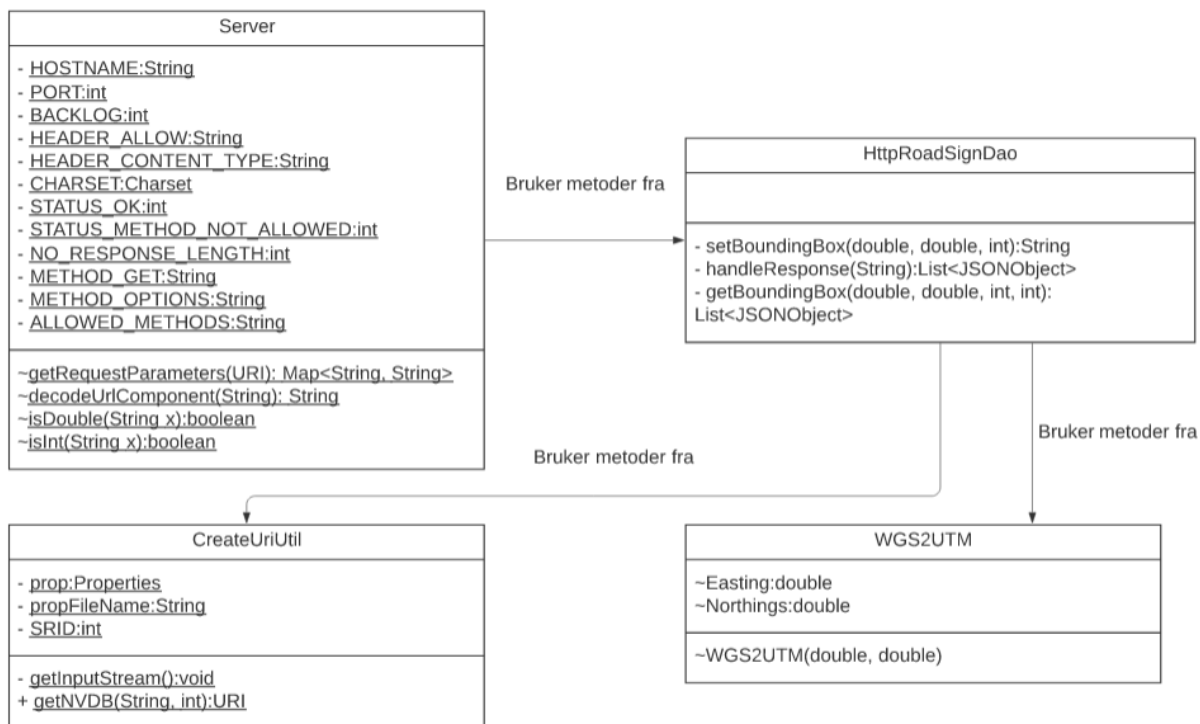 Server
- HOSTNAME:String
- PORT:int
- BACKLOG:int
- HEADER_ALLOW:String
- HEADER_CONTENT_TYPE:String
- CHARSET:Charset
- STATUS_OK:int
- STATUS_METHOD_NOT_ALLOWED:int
- NO_RESPONSE_LENGTH:int
- METHOD_GET:String
- METHOD_OPTIONS:String
- ALLOWED_METHODS:String
~getRequestParameters(URI): Map<String, String>
~decodeUrlComponent(String): String
~isDouble(String x):boolean
~isInt(String x):boolean
Bruker metoder fra
HttpRoadSignDao
- setBoundingBox(double, double, int):String
- handleResponse(String):List<JSONObject>
- getBoundingBox(double, double, int, int):
List<JSONObject>
Bruker metoder fra
Bruker metoder fra
CreateUriUtil
- prop:Properties
- propFileName:String
- SRID:int
- getInputStream():void
+ getNVDB(String, int):URI
WGS2UTM
~Easting:double
~Northings:double
~WGS2UTM(double, double)